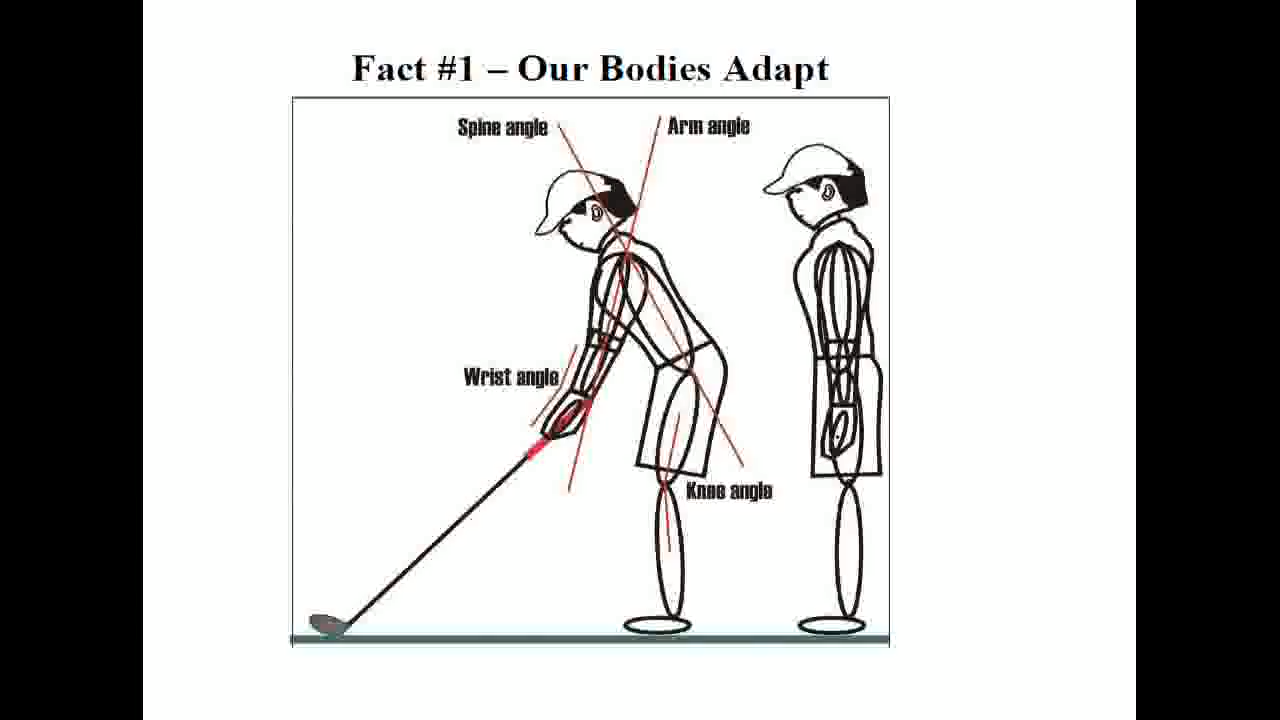 Fact #1 – Our Bodies Adapt
Spine angle
Arm angle
Wrist angle
Knee angle